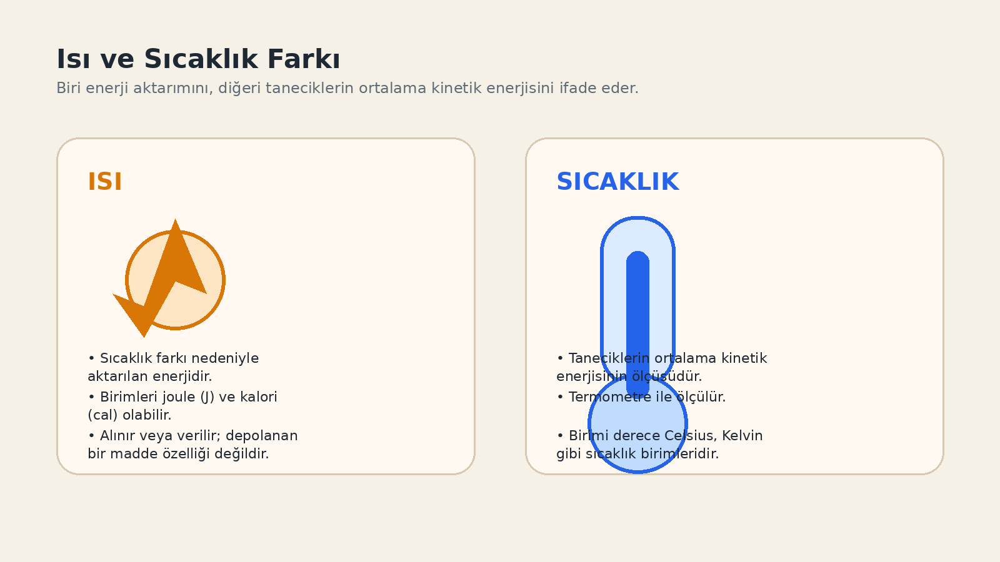 Isı ve Sıcaklık Farkı
Biri enerji aktarımını, diğeri taneciklerin ortalama kinetik enerjisini ifade eder.
ISI
• Sıcaklık farkı nedeniyle
aktarılan enerjidir.
• Birimleri joule (J) ve kalori
(cal) olabilir.
• Alınır veya verilir; depolanan
bir madde özelliği değildir.
SICAKLIK
• Taneciklerin ortalama kinetik
enerjisinin ölçüsüdür.
• Termometre ile ölçülür.
• Birimi derece Celsius, Kelvin
gibi sıcaklık birimleridir.